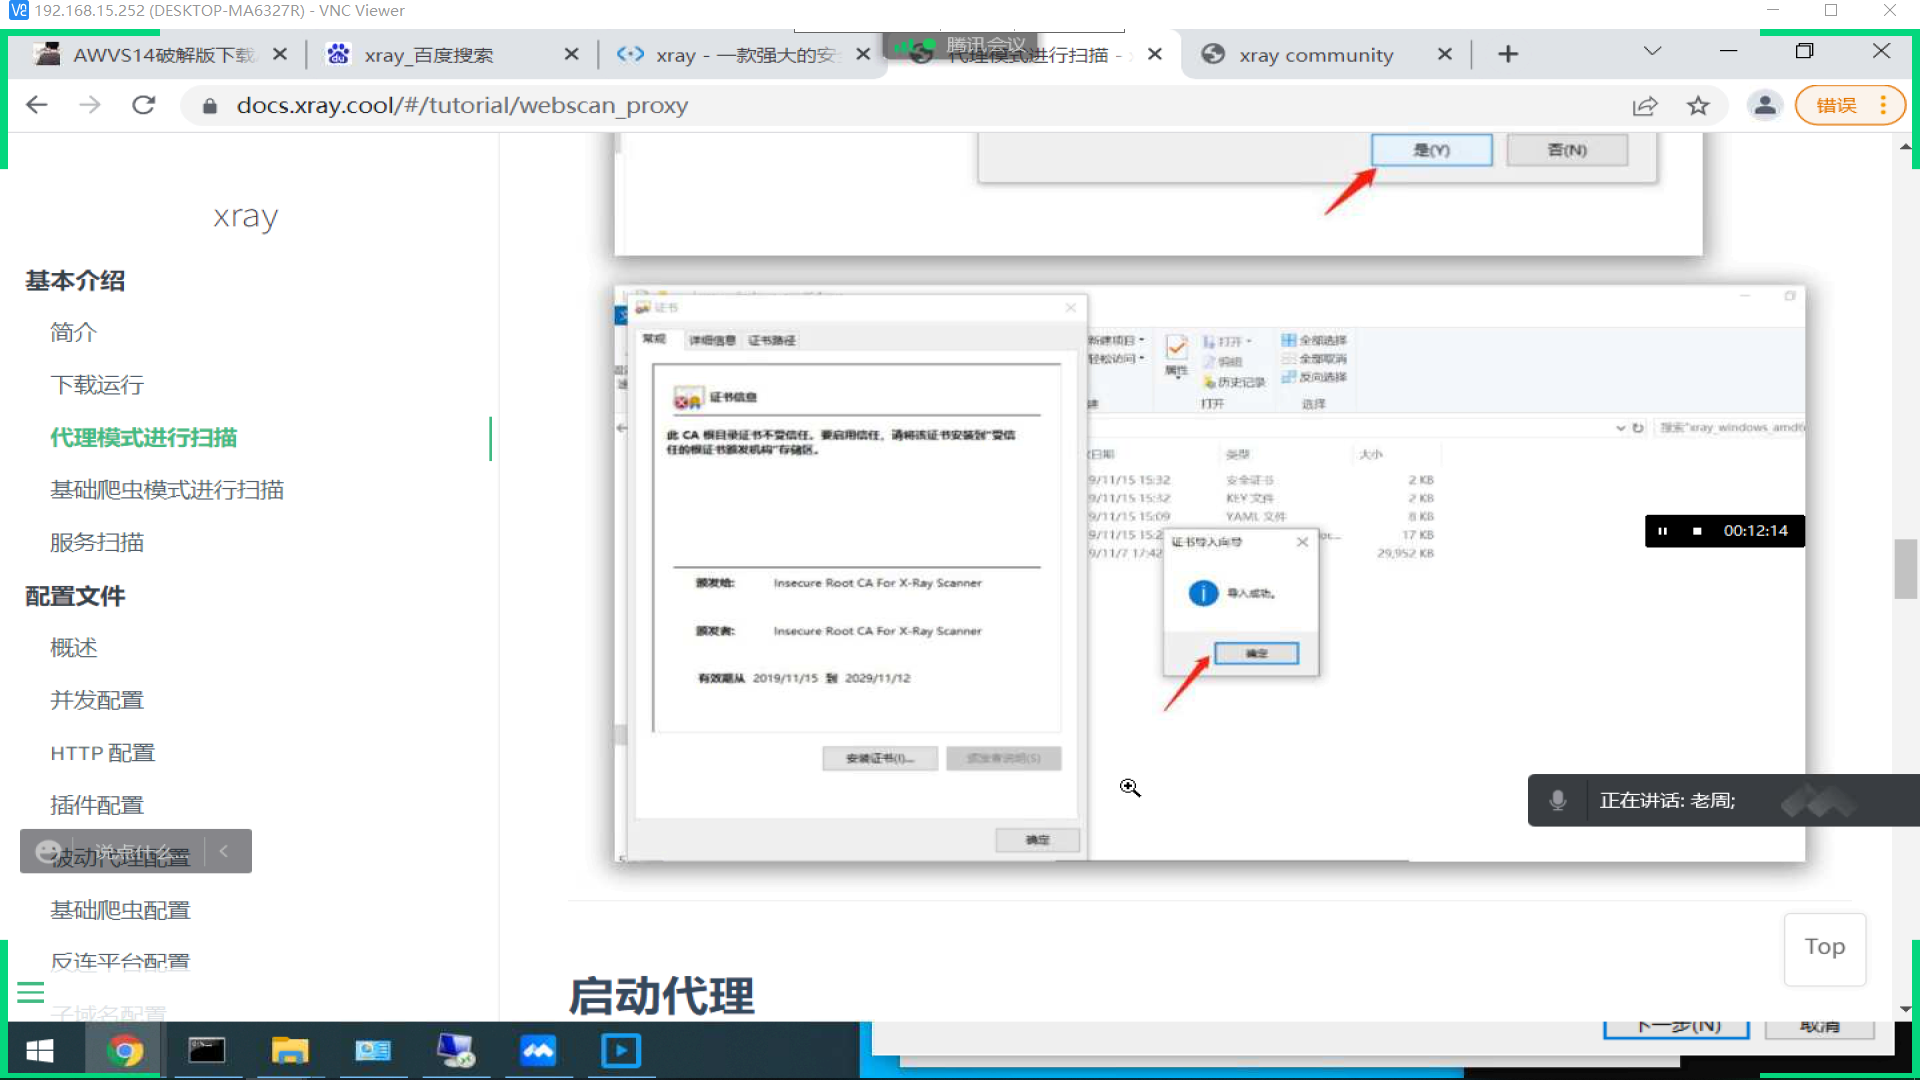 192.168.15.252 (DESKTOP-MA6327R) - VNC Viewer
AWVS14破解版下载
xray_百度搜索
xray - 一款强大的安
腾讯会议
代理模式进行扫描 -
xray community
docs.xray.cool/#/tutorial/webscan_proxy
错误
xray
基本介绍
简介
下载运行
代理模式进行扫描
基础爬虫模式进行扫描
服务扫描
配置文件
概述
并发配置
HTTP 配置
插件配置
说点什么...
被动代理配置
基础爬虫配置
反连平台配置
子域名配置
是(Y)
否(N)
证书
常规
详细信息
证书路径
证书信息
此 CA 根目录证书不受信任。要启用信任，请将该证书安装到"受信
任的根证书颁发机构"存储区。
颁发给:
Insecure Root CA For X-Ray Scanner
颁发者:
Insecure Root CA For X-Ray Scanner
有效期从 2019/11/15 到 2029/11/12
安装证书(I)...
颁发者说明(S)
确定
新建项目
轻松访问
属性
打开
编辑
历史记录
打开
全部选择
全部取消
反向选择
选择
搜索"xray_windows_amd
日期
类型
大小
9/11/15 15:32
安全证书
2 KB
9/11/15 15:32
KEY 文件
2 KB
9/11/15 15:09
YAML 文件
8 KB
9/11/15 15:2
17 KB
9/11/7 17:42
29,952 KB
证书导入向导
导入成功。
确定
00:12:14
正在讲话: 老周;
启动代理
Top
下一步(N)
取消